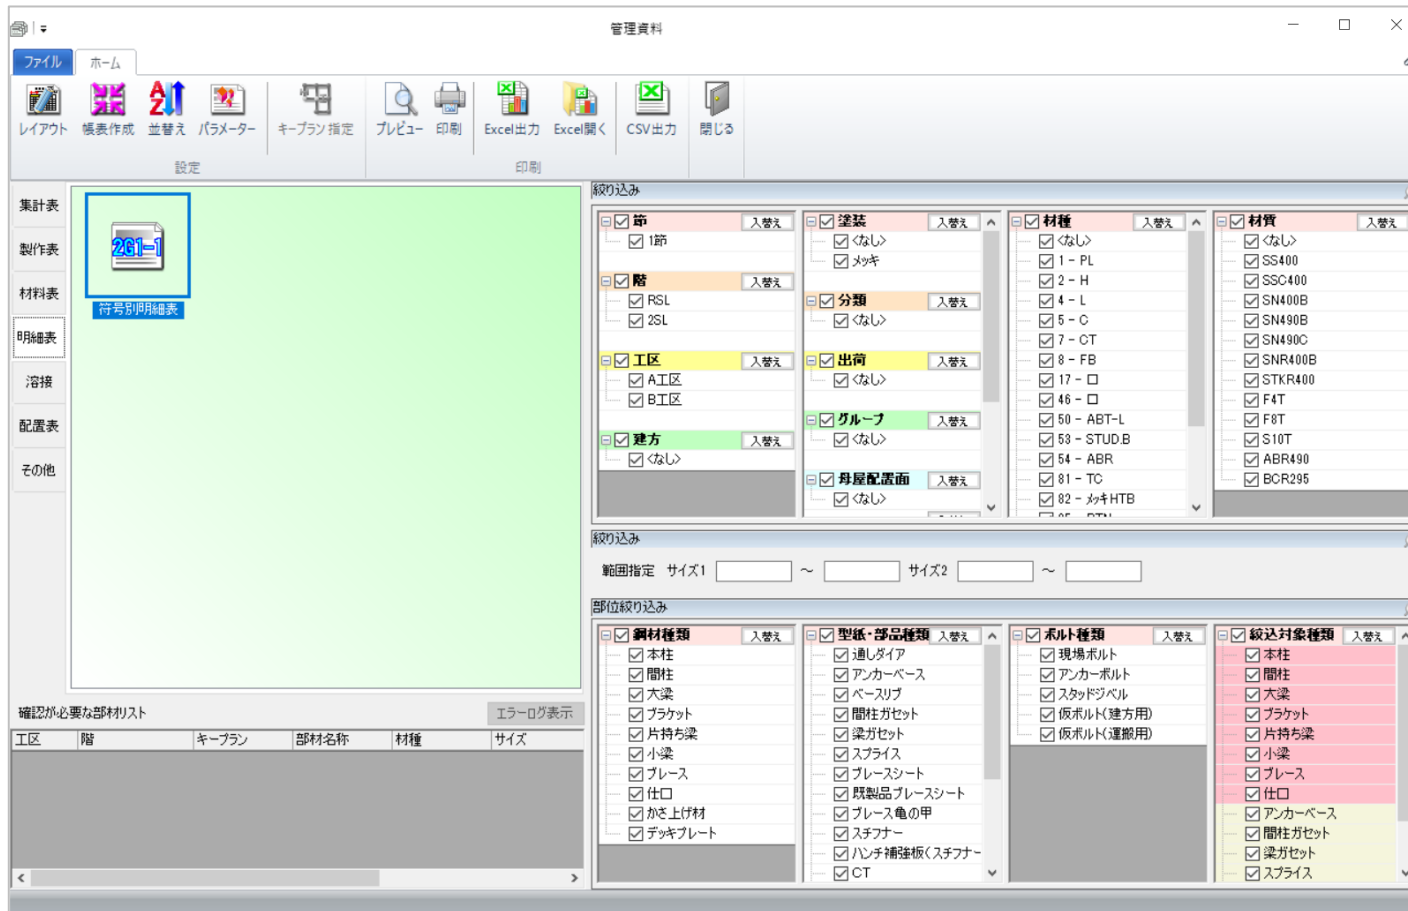 管理資料
ファイル ホーム
レイアウト 帳表作成 並替え パラメーター キープラン指定 プレビュー 印刷 Excel出力 Excel開く CSV出力 閉じる
設定 印刷
集計表
製作表
材料表
明細表
溶接
配置表
その他
2G1-1
符号別明細表
絞り込み
節 入替え
1節
階 入替え
RSL
2SL
工区 入替え
A工区
B工区
建方 入替え
<なし>
塗装 入替え
<なし>
メッキ
分類 入替え
<なし>
出荷 入替え
<なし>
グループ 入替え
<なし>
母屋配置面 入替え
<なし>
材種 入替え
<なし>
1 - PL
2 - H
4 - L
5 - C
7 - CT
8 - FB
17 - ロ
46 - ロ
50 - ABT-L
53 - STUD.B
54 - ABR
81 - TC
82 - メッキHTB
材質 入替え
<なし>
SS400
SSC400
SN400B
SN490B
SN490C
SNR400B
STKR400
F4T
F8T
S10T
ABR490
BCR295
絞り込み
範囲指定 サイズ1 ～ サイズ2 ～
部位絞り込み
鋼材種類 入替え
本柱
間柱
大梁
ブラケット
片持ち梁
小梁
ブレース
仕口
かさ上げ材
デッキプレート
型紙・部品種類 入替え
通しダイア
アンカーベース
ベースリブ
間柱ガセット
梁ガセット
スプライス
ブレースシート
既製品ブレースシート
ブレース亀の甲
スチフナー
ハンチ補強板(スチフナー
CT
ボルト種類 入替え
現場ボルト
アンカーボルト
スタッドジベル
仮ボルト(建方用)
仮ボルト(運搬用)
絞込対象種類 入替え
本柱
間柱
大梁
ブラケット
片持ち梁
小梁
ブレース
仕口
アンカーベース
間柱ガセット
梁ガセット
スプライス
確認が必要な部材リスト エラーログ表示
工区 階 キープラン 部材名称 材種 サイズ